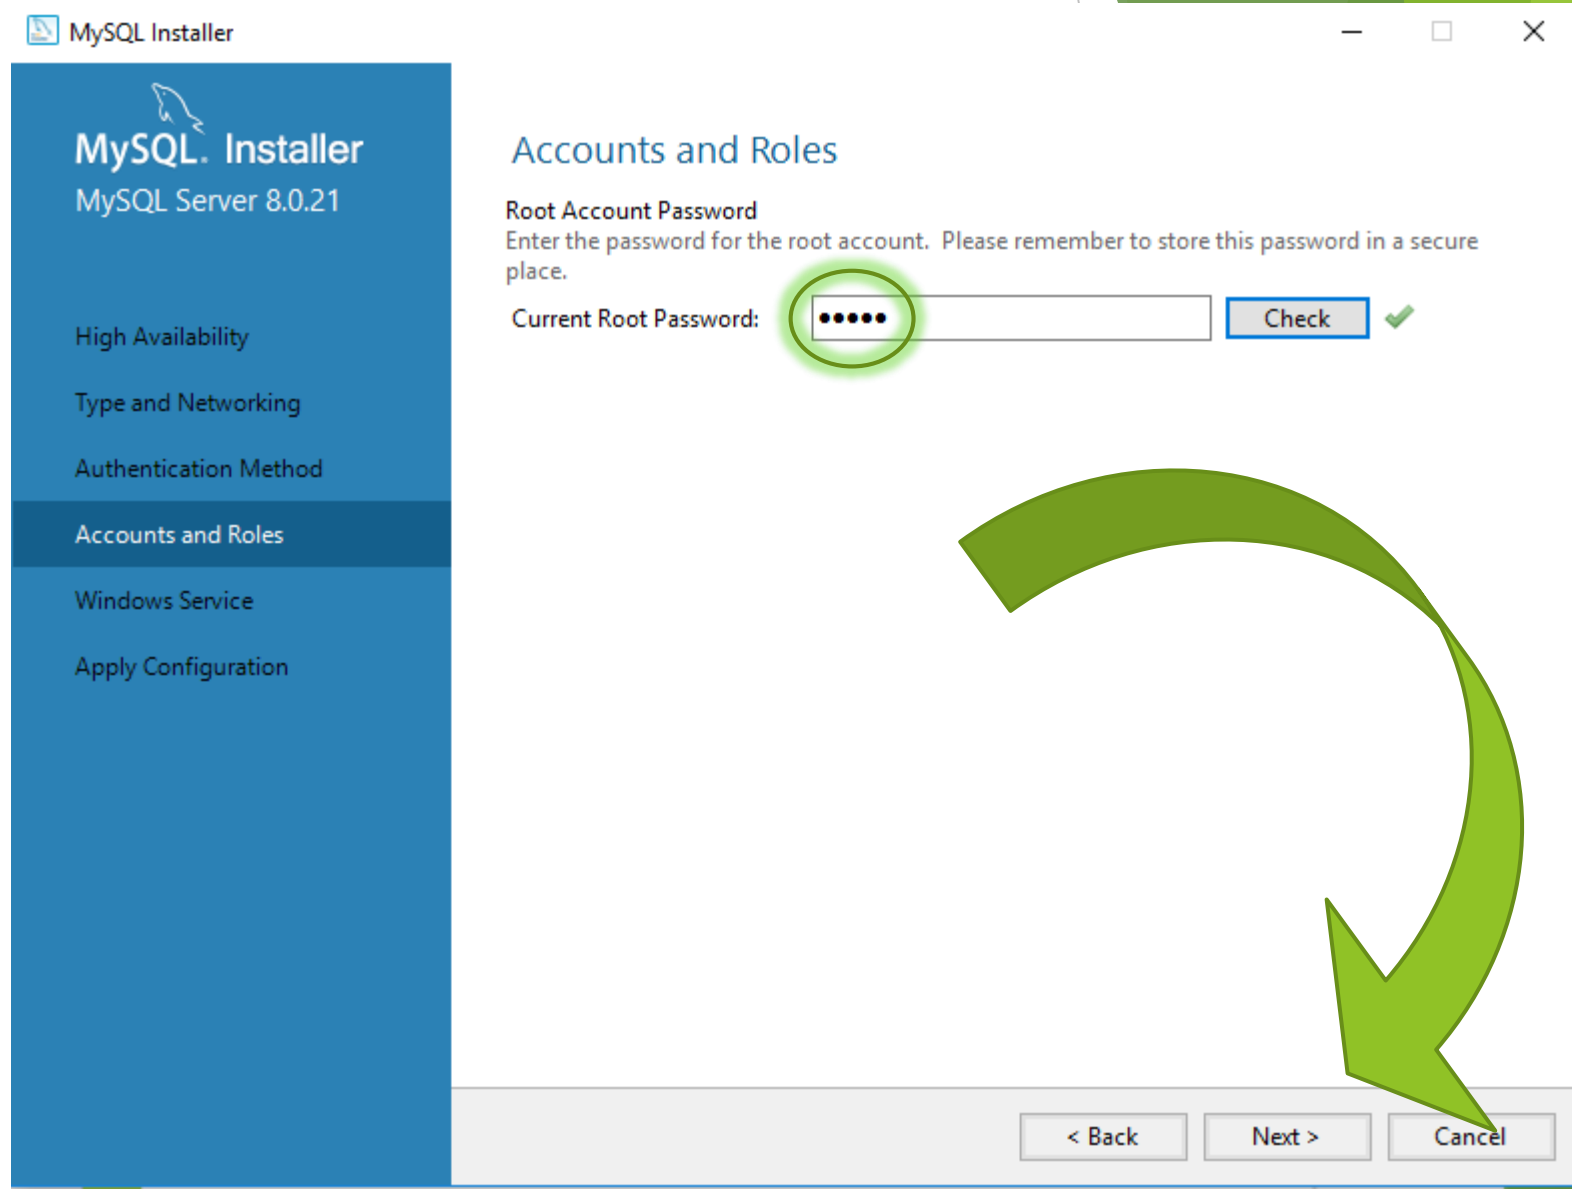 MySQL Installer
MySQL. Installer
MySQL Server 8.0.21
High Availability
Type and Networking
Authentication Method
Accounts and Roles
Windows Service
Apply Configuration
Accounts and Roles
Root Account Password
Enter the password for the root account.  Please remember to store this password in a secure
place.
Current Root Password: ●●●●● Check
< Back Next > Cancel